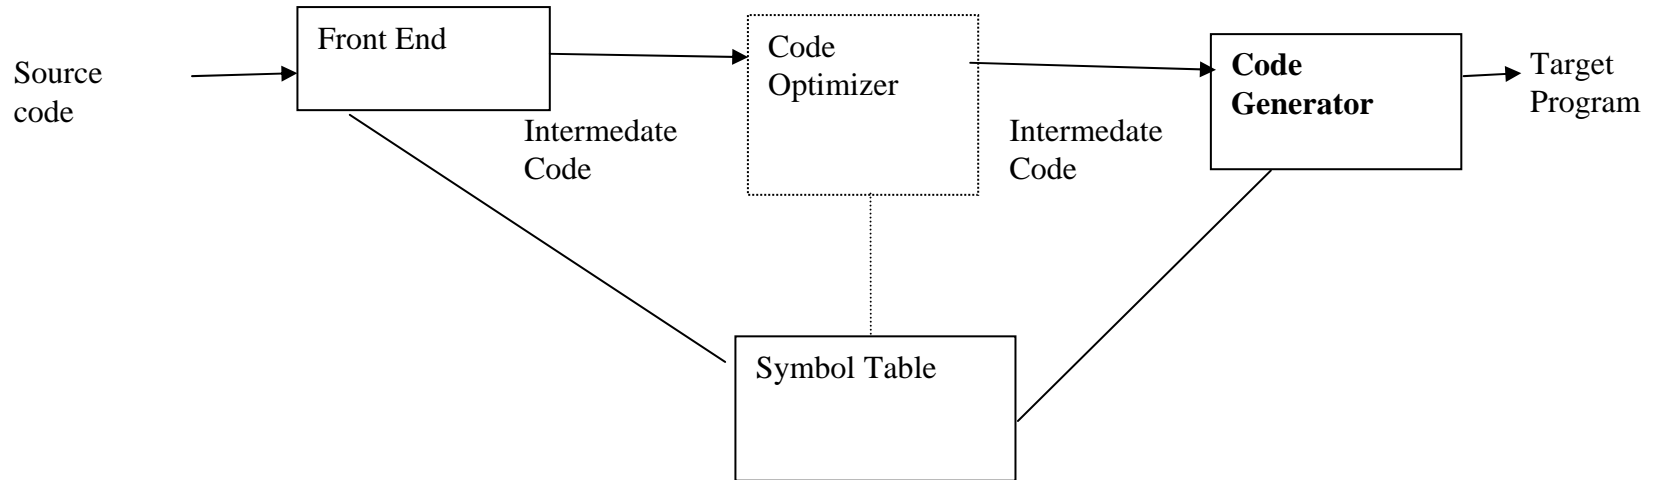 Source
code
Front End
Intermedate
Code
Code
Optimizer
Intermedate
Code
Code
Generator
Target
Program
Symbol Table